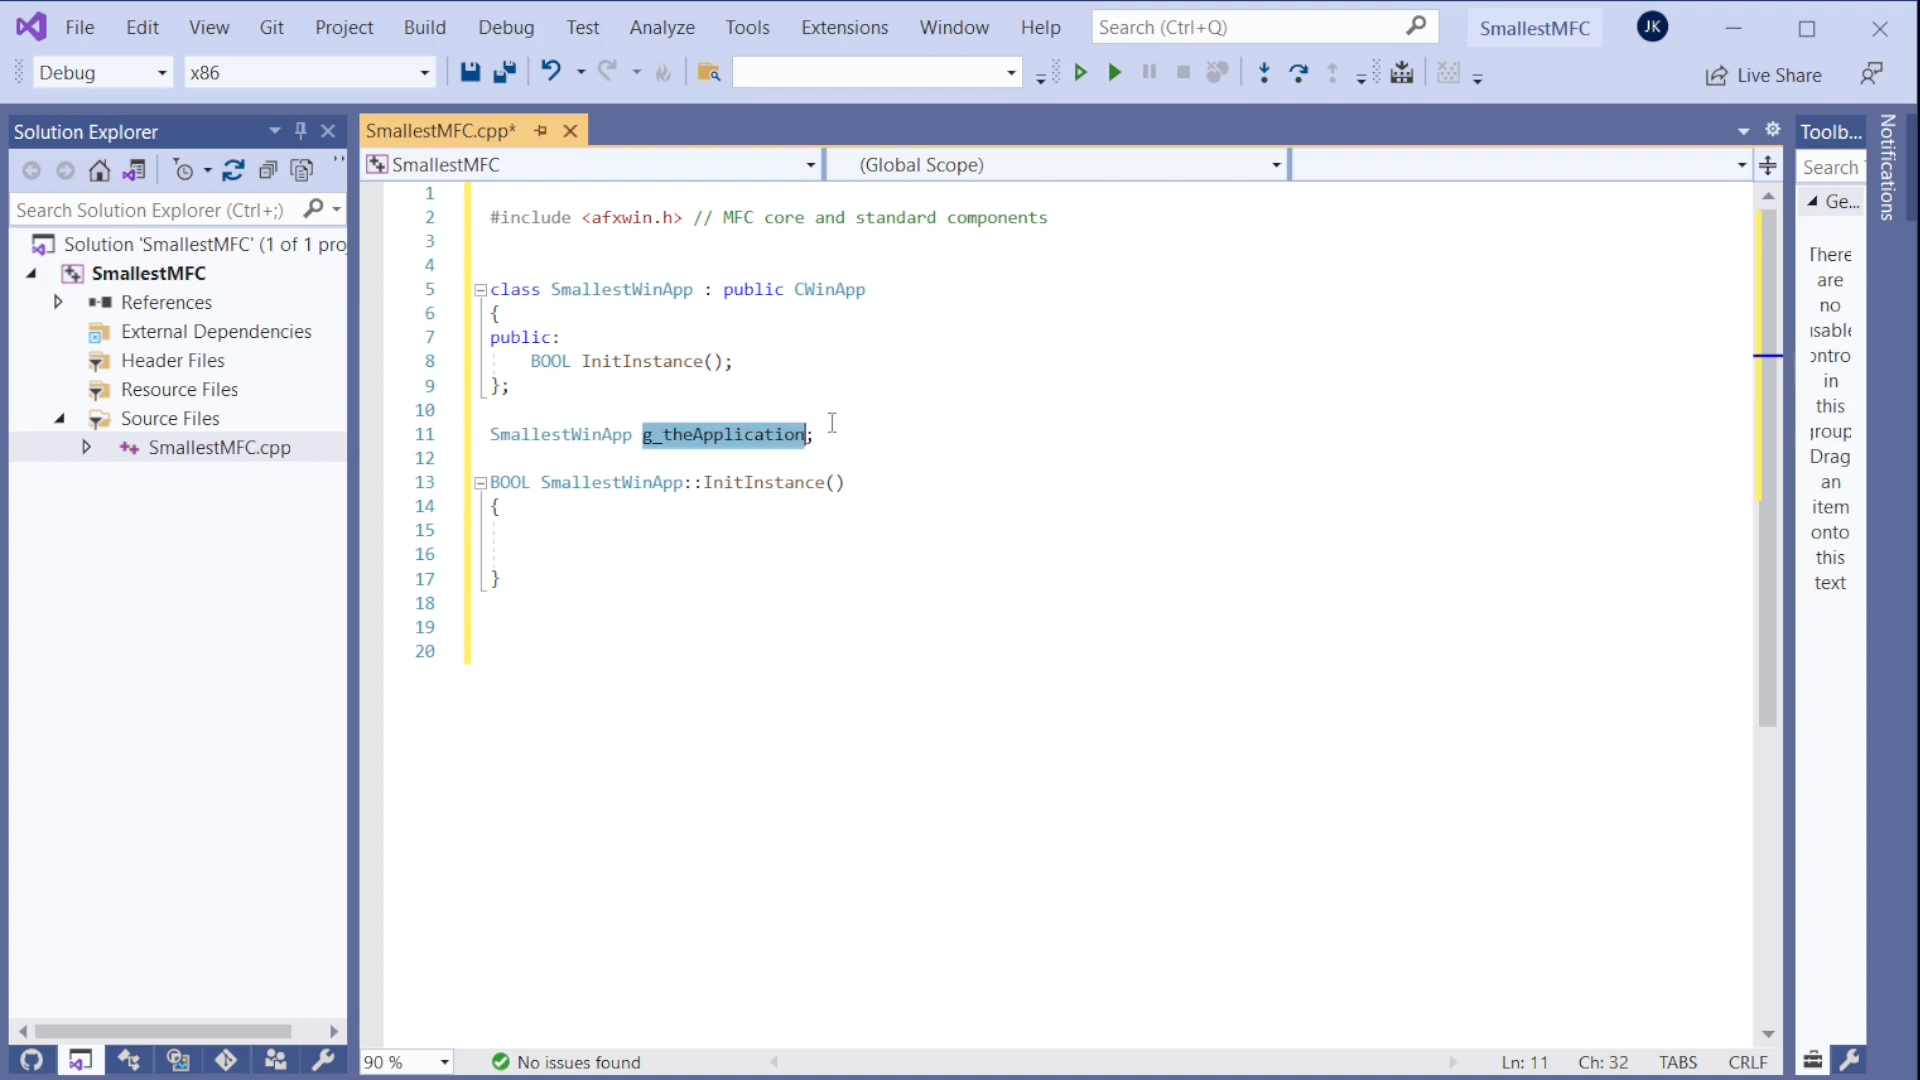 File Edit View Git Project Build Debug Test Analyze Tools Extensions Window Help Search (Ctrl+Q) SmallestMFC JK
Debug x86 Live Share
Solution Explorer
Search Solution Explorer (Ctrl+;)
Solution 'SmallestMFC' (1 of 1 pro
SmallestMFC
References
External Dependencies
Header Files
Resource Files
Source Files
SmallestMFC.cpp
SmallestMFC.cpp*
SmallestMFC (Global Scope)
1
2 #include <afxwin.h> // MFC core and standard components
3
4
5 class SmallestWinApp : public CWinApp
6 {
7 public:
8 BOOL InitInstance();
9 };
10
11 SmallestWinApp g_theApplication;
12
13 BOOL SmallestWinApp::InitInstance()
14 {
15
16
17 }
18
19
20
90 % No issues found Ln: 11 Ch: 32 TABS CRLF
Toolb...
Search
Ge...
There
are
no
usable
ontro
in
this
group
Drag
an
item
onto
this
text
Notifications